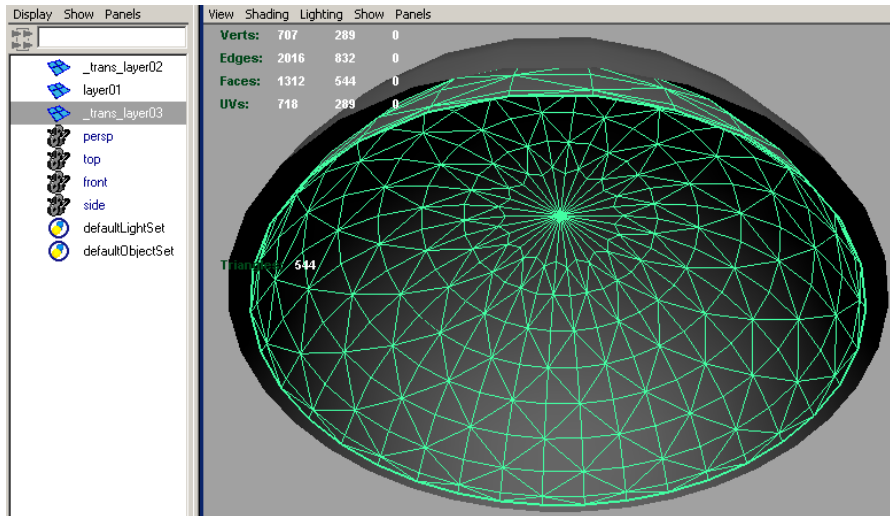 Display Show Panels
_trans_layer02
layer01
_trans_layer03
persp
top
front
side
defaultLightSet
defaultObjectSet
View Shading Lighting Show Panels
Verts: 707 289 0
Edges: 2016 832 0
Faces: 1312 544 0
UVs: 718 289 0
Triangles: 544